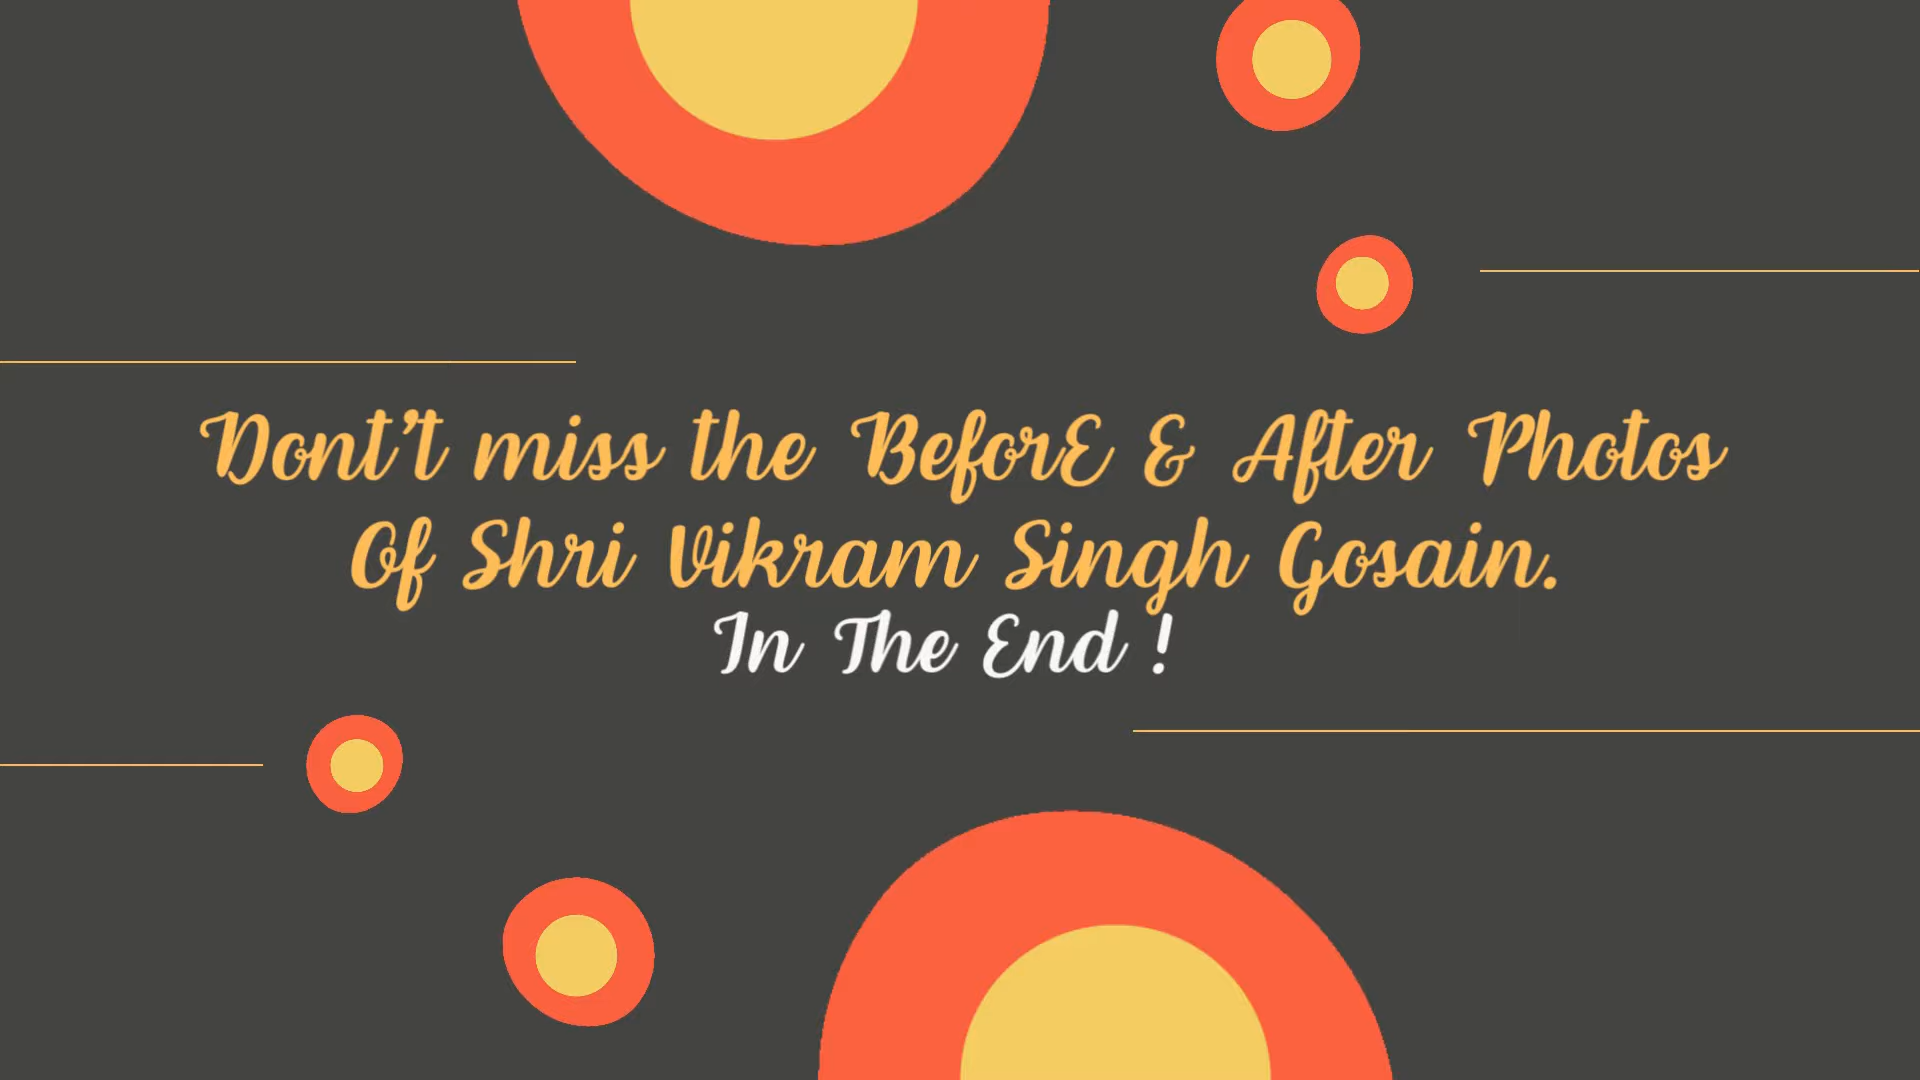 Dont't miss the BeforE & After Photos
Of Shri Vikram Singh Gosain.
In The End !